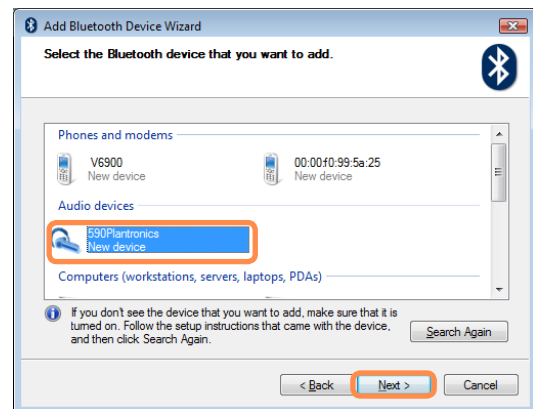 Add Bluetooth Device Wizard
Select the Bluetooth device that you want to add.
Phones and modems
V6900
New device
00:00:f0:99:5a:25
New device
Audio devices
590Plantronics
New device
Computers (workstations, servers, laptops, PDAs)
If you don't see the device that you want to add, make sure that it is
turned on. Follow the setup instructions that came with the device,
and then click Search Again.
Search Again
< Back
Next >
Cancel